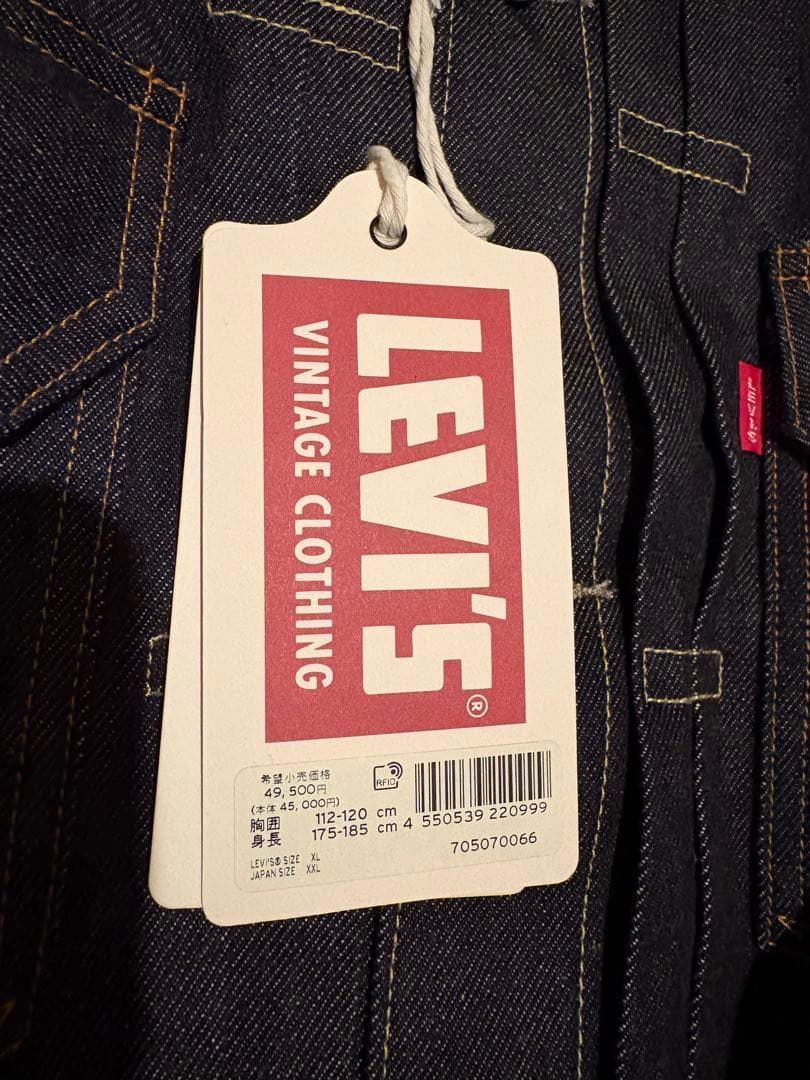 LEVI'S®
VINTAGE CLOTHING
希望小売価格
49,500円
(本体 45,000円)
胸囲 112-120 cm
身長 175-185 cm
LEVI'S® SIZE XL
JAPAN SIZE XXL
RFID
4 550539 220999
705070066
LEVI'S